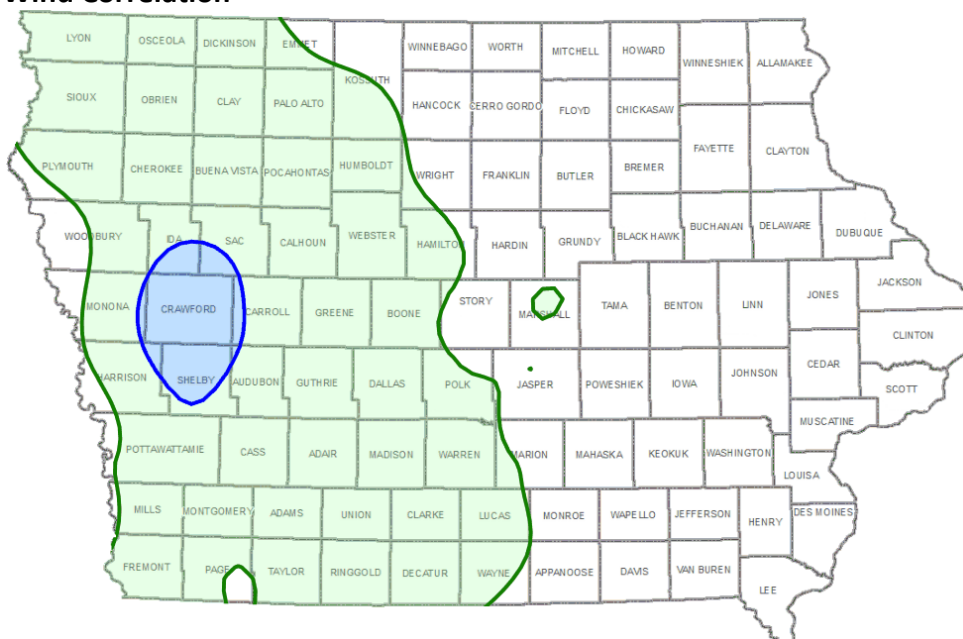 Wind Correlation
LYON OSCEOLA DICKINSON EMMET WINNEBAGO WORTH MITCHELL HOWARD WINNESHIEK ALLAMAKEE
KOSSUTH
SIOUX OBRIEN CLAY PALO ALTO HANCOCK CERRO GORDO FLOYD CHICKASAW
PLYMOUTH CHEROKEE BUENA VISTA POCAHONTAS HUMBOLDT WRIGHT FRANKLIN BUTLER BREMER FAYETTE CLAYTON
WOODBURY IDA SAC CALHOUN WEBSTER HAMILTON HARDIN GRUNDY BLACK HAWK BUCHANAN DELAWARE DUBUQUE
MONONA CRAWFORD CARROLL GREENE BOONE STORY MARSHALL TAMA BENTON LINN JONES JACKSON
CLINTON
HARRISON SHELBY AUDUBON GUTHRIE DALLAS POLK JASPER POWESHIEK IOWA JOHNSON CEDAR SCOTT
MUSCATINE
POTTAWATTAMIE CASS ADAIR MADISON WARREN MARION MAHASKA KEOKUK WASHINGTON
LOUISA
MILLS MONTGOMERY ADAMS UNION CLARKE LUCAS MONROE WAPELLO JEFFERSON HENRY DES MOINES
FREMONT PAGE TAYLOR RINGGOLD DECATUR WAYNE APPANOOSE DAVIS VAN BUREN
LEE